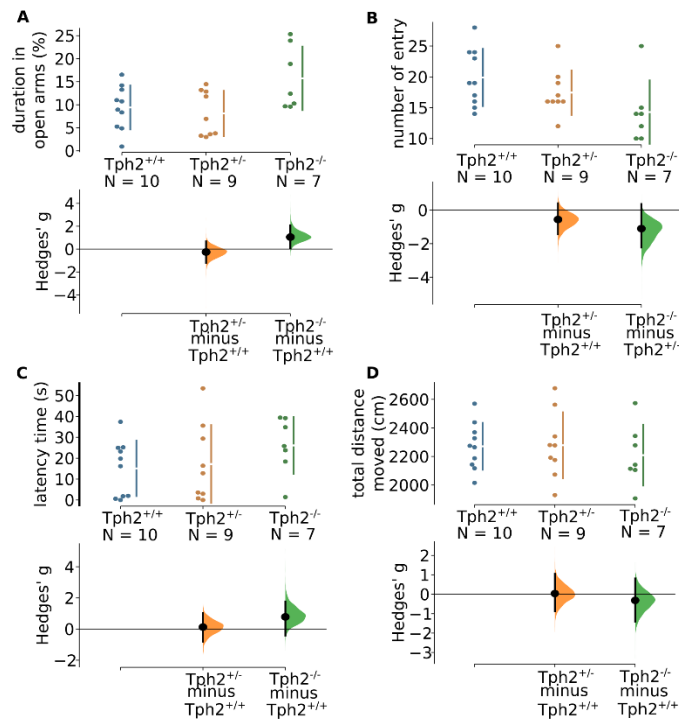 A
duration in
open arms (%)
25
20
15
10
5
0
Tph2+/+ Tph2+/- Tph2-/-
N = 10 N = 9 N = 7
Hedges' g
4
2
0
−2
−4
Tph2+/- Tph2-/-
minus minus
Tph2+/+ Tph2+/+
B
number of entry
25
20
15
Tph2+/+ Tph2+/- Tph2-/-
N = 10 N = 9 N = 7
Hedges' g
0
−2
−4
Tph2+/- Tph2-/-
minus minus
Tph2+/+ Tph2+/+
C
latency time (s)
50
40
30
20
10
0
Tph2+/+ Tph2+/- Tph2-/-
N = 10 N = 9 N = 7
Hedges' g
4
2
0
−2
Tph2+/- Tph2-/-
minus minus
Tph2+/+ Tph2+/+
D
total distance
moved (cm)
2600
2400
2200
2000
Tph2+/+ Tph2+/- Tph2-/-
N = 10 N = 9 N = 7
Hedges' g
2
1
0
−1
−2
−3
Tph2+/- Tph2-/-
minus minus
Tph2+/+ Tph2+/+